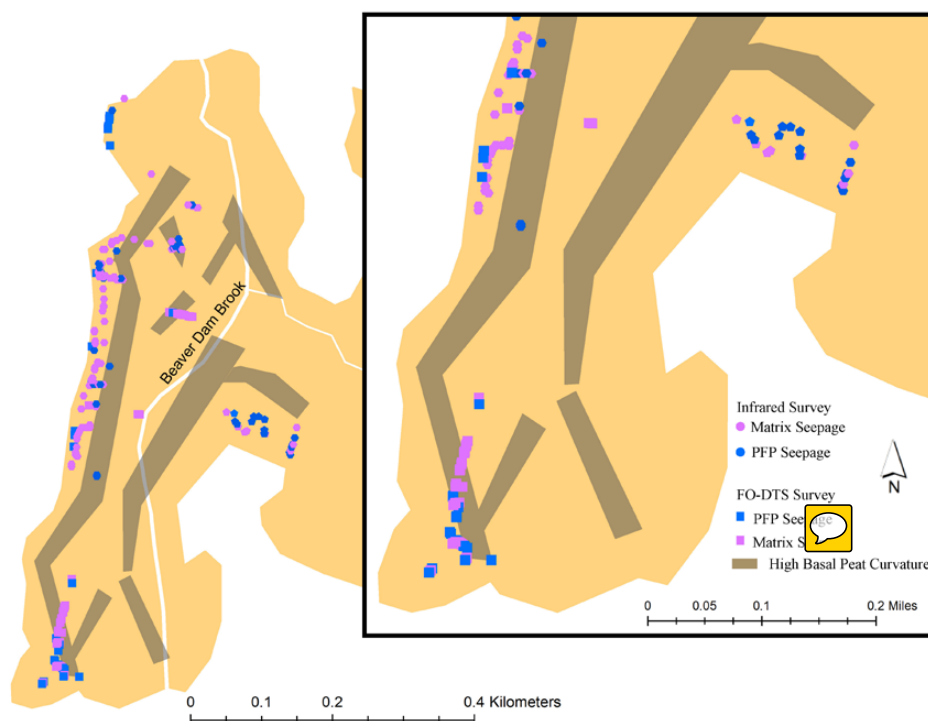 Beaver Dam Brook
Infrared Survey
Matrix Seepage
PFP Seepage
N
FO-DTS Survey
PFP
Matrix
High Basal Peat Curvature
0 0.05 0.1 0.2 Miles
0 0.1 0.2 0.4 Kilometers